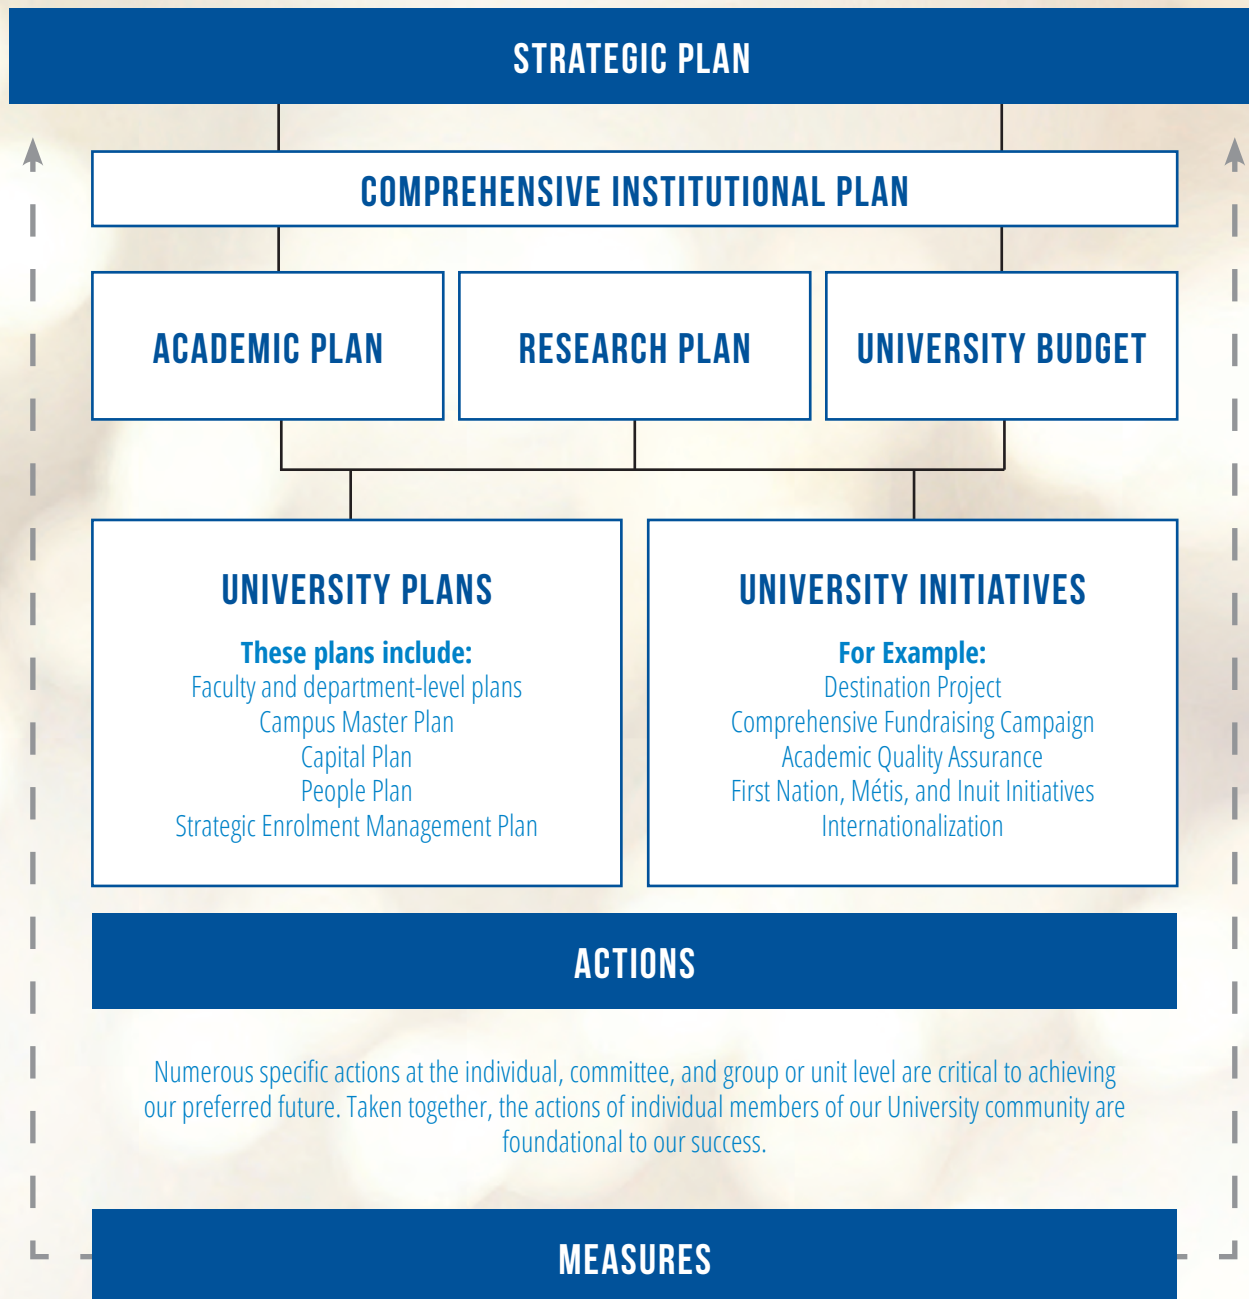 STRATEGIC PLAN
COMPREHENSIVE INSTITUTIONAL PLAN
ACADEMIC PLAN
RESEARCH PLAN
UNIVERSITY BUDGET
UNIVERSITY PLANS
These plans include:
Faculty and department-level plans
Campus Master Plan
Capital Plan
People Plan
Strategic Enrolment Management Plan
UNIVERSITY INITIATIVES
For Example:
Destination Project
Comprehensive Fundraising Campaign
Academic Quality Assurance
First Nation, Métis, and Inuit Initiatives
Internationalization
ACTIONS
Numerous specific actions at the individual, committee, and group or unit level are critical to achieving
our preferred future. Taken together, the actions of individual members of our University community are
foundational to our success.
MEASURES